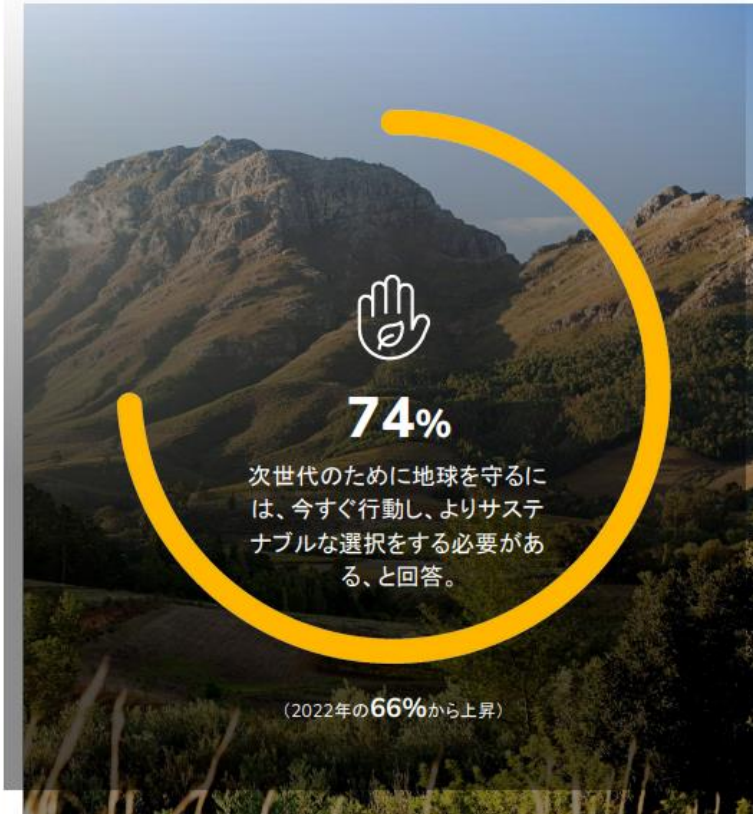 74%
次世代のために地球を守るに
は、今すぐ行動し、よりサステ
ナブルな選択をする必要があ
る、と回答。
（2022年の66%から上昇）